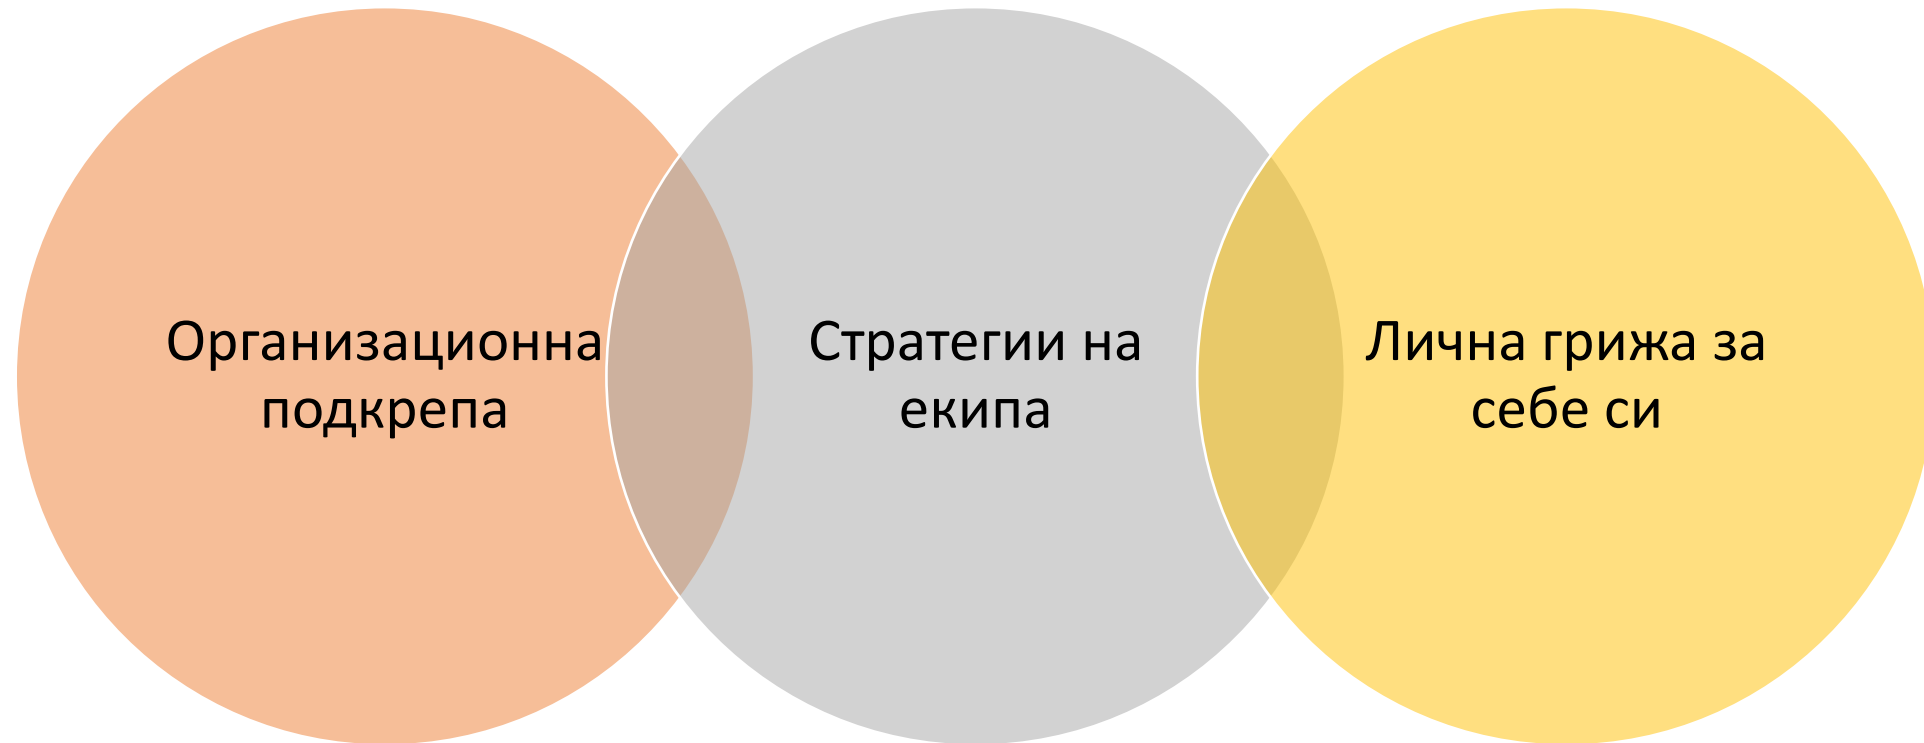 Организационна
подкрепа
Стратегии на
екипа
Лична грижа за
себе си